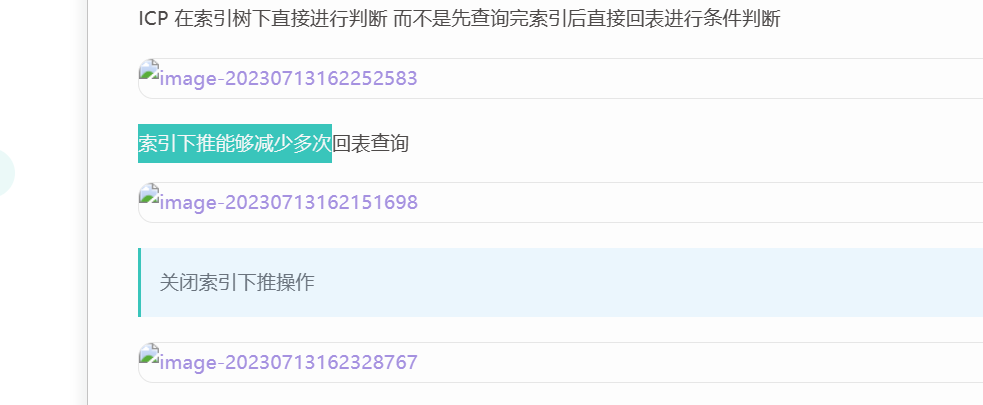 ICP 在索引树下直接进行判断 而不是先查询完索引后直接回表进行条件判断
image-20230713162252583
索引下推能够减少多次回表查询
image-20230713162151698
关闭索引下推操作
image-20230713162328767